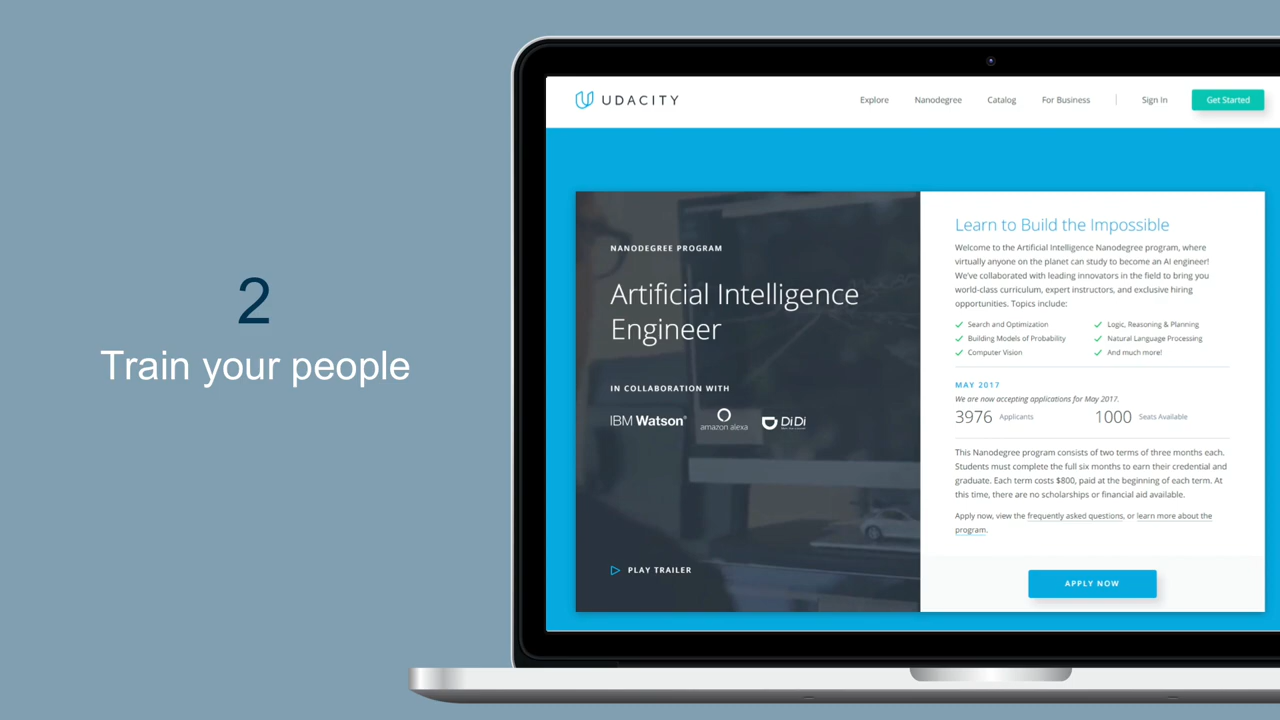 2
Train your people
UDACITY
Explore Nanodegree Catalog For Business Sign In Get Started
NANODEGREE PROGRAM
Artificial Intelligence
Engineer
IN COLLABORATION WITH
IBM Watson®
amazon alexa
DiDi
PLAY TRAILER
Learn to Build the Impossible
Welcome to the Artificial Intelligence Nanodegree program, where
virtually anyone on the planet can study to become an AI engineer!
We've collaborated with leading innovators in the field to bring you
world-class curriculum, expert instructors, and exclusive hiring
opportunities. Topics include:
Search and Optimization Logic, Reasoning & Planning
Building Models of Probability Natural Language Processing
Computer Vision And much more!
MAY 2017
We are now accepting applications for May 2017.
3976 Applicants 1000 Seats Available
This Nanodegree program consists of two terms of three months each.
Students must complete the full six months to earn their credential and
graduate. Each term costs $800, paid at the beginning of each term. At
this time, there are no scholarships or financial aid available.
Apply now, view the frequently asked questions, or learn more about the
program.
APPLY NOW